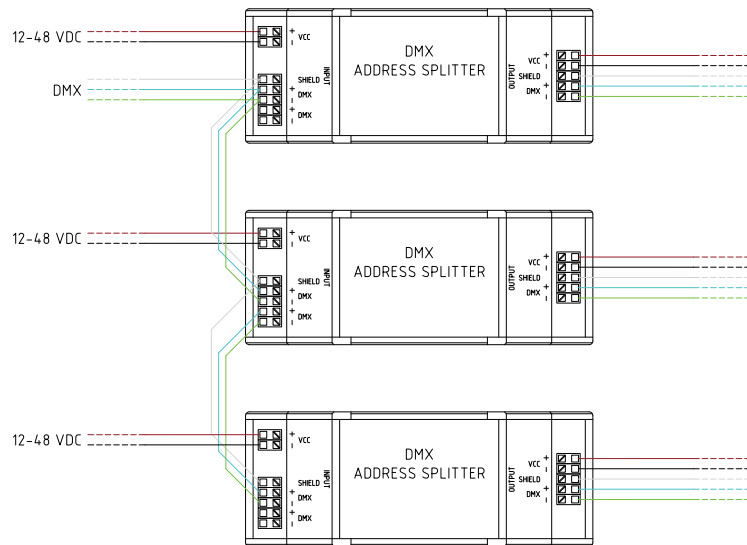 12-48 VDC
+
VCC
-
DMX
SHIELD
+
DMX
-
+
DMX
-
INPUT
DMX
ADDRESS SPLITTER
OUTPUT
+
VCC
-
SHIELD
+
DMX
-
12-48 VDC
+
VCC
-
SHIELD
+
DMX
-
+
DMX
-
INPUT
DMX
ADDRESS SPLITTER
OUTPUT
+
VCC
-
SHIELD
+
DMX
-
12-48 VDC
+
VCC
-
SHIELD
+
DMX
-
+
DMX
-
INPUT
DMX
ADDRESS SPLITTER
OUTPUT
+
VCC
-
SHIELD
+
DMX
-